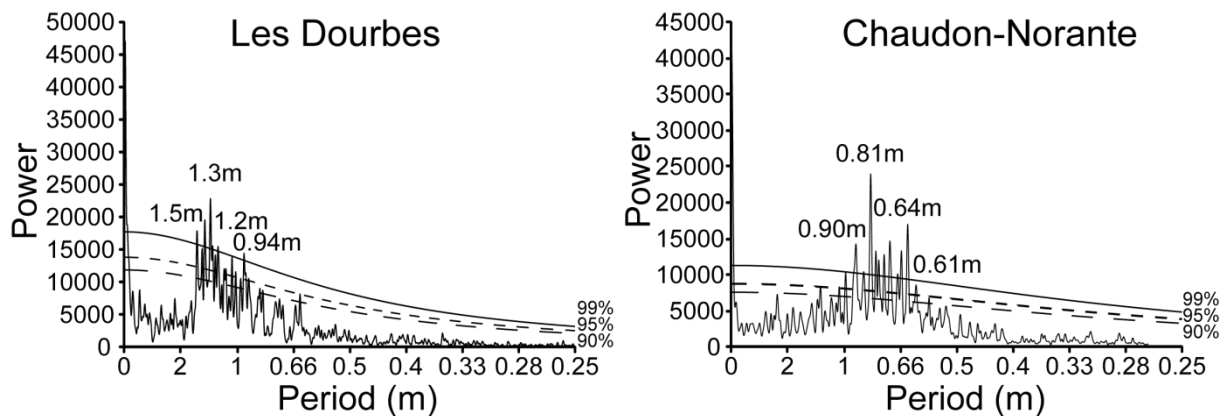 Les Dourbes
Power
50000
45000
40000
35000
30000
25000
20000
15000
10000
5000
0
1.3m
1.5m
1.2m
0.94m
99%
95%
90%
0 2 1 0.66 0.5 0.4 0.33 0.28 0.25
Period (m)
Chaudon-Norante
Power
45000
40000
35000
30000
25000
20000
15000
10000
5000
0
0.81m
0.64m
0.90m
0.61m
99%
95%
90%
0 2 1 0.66 0.5 0.4 0.33 0.28 0.25
Period (m)